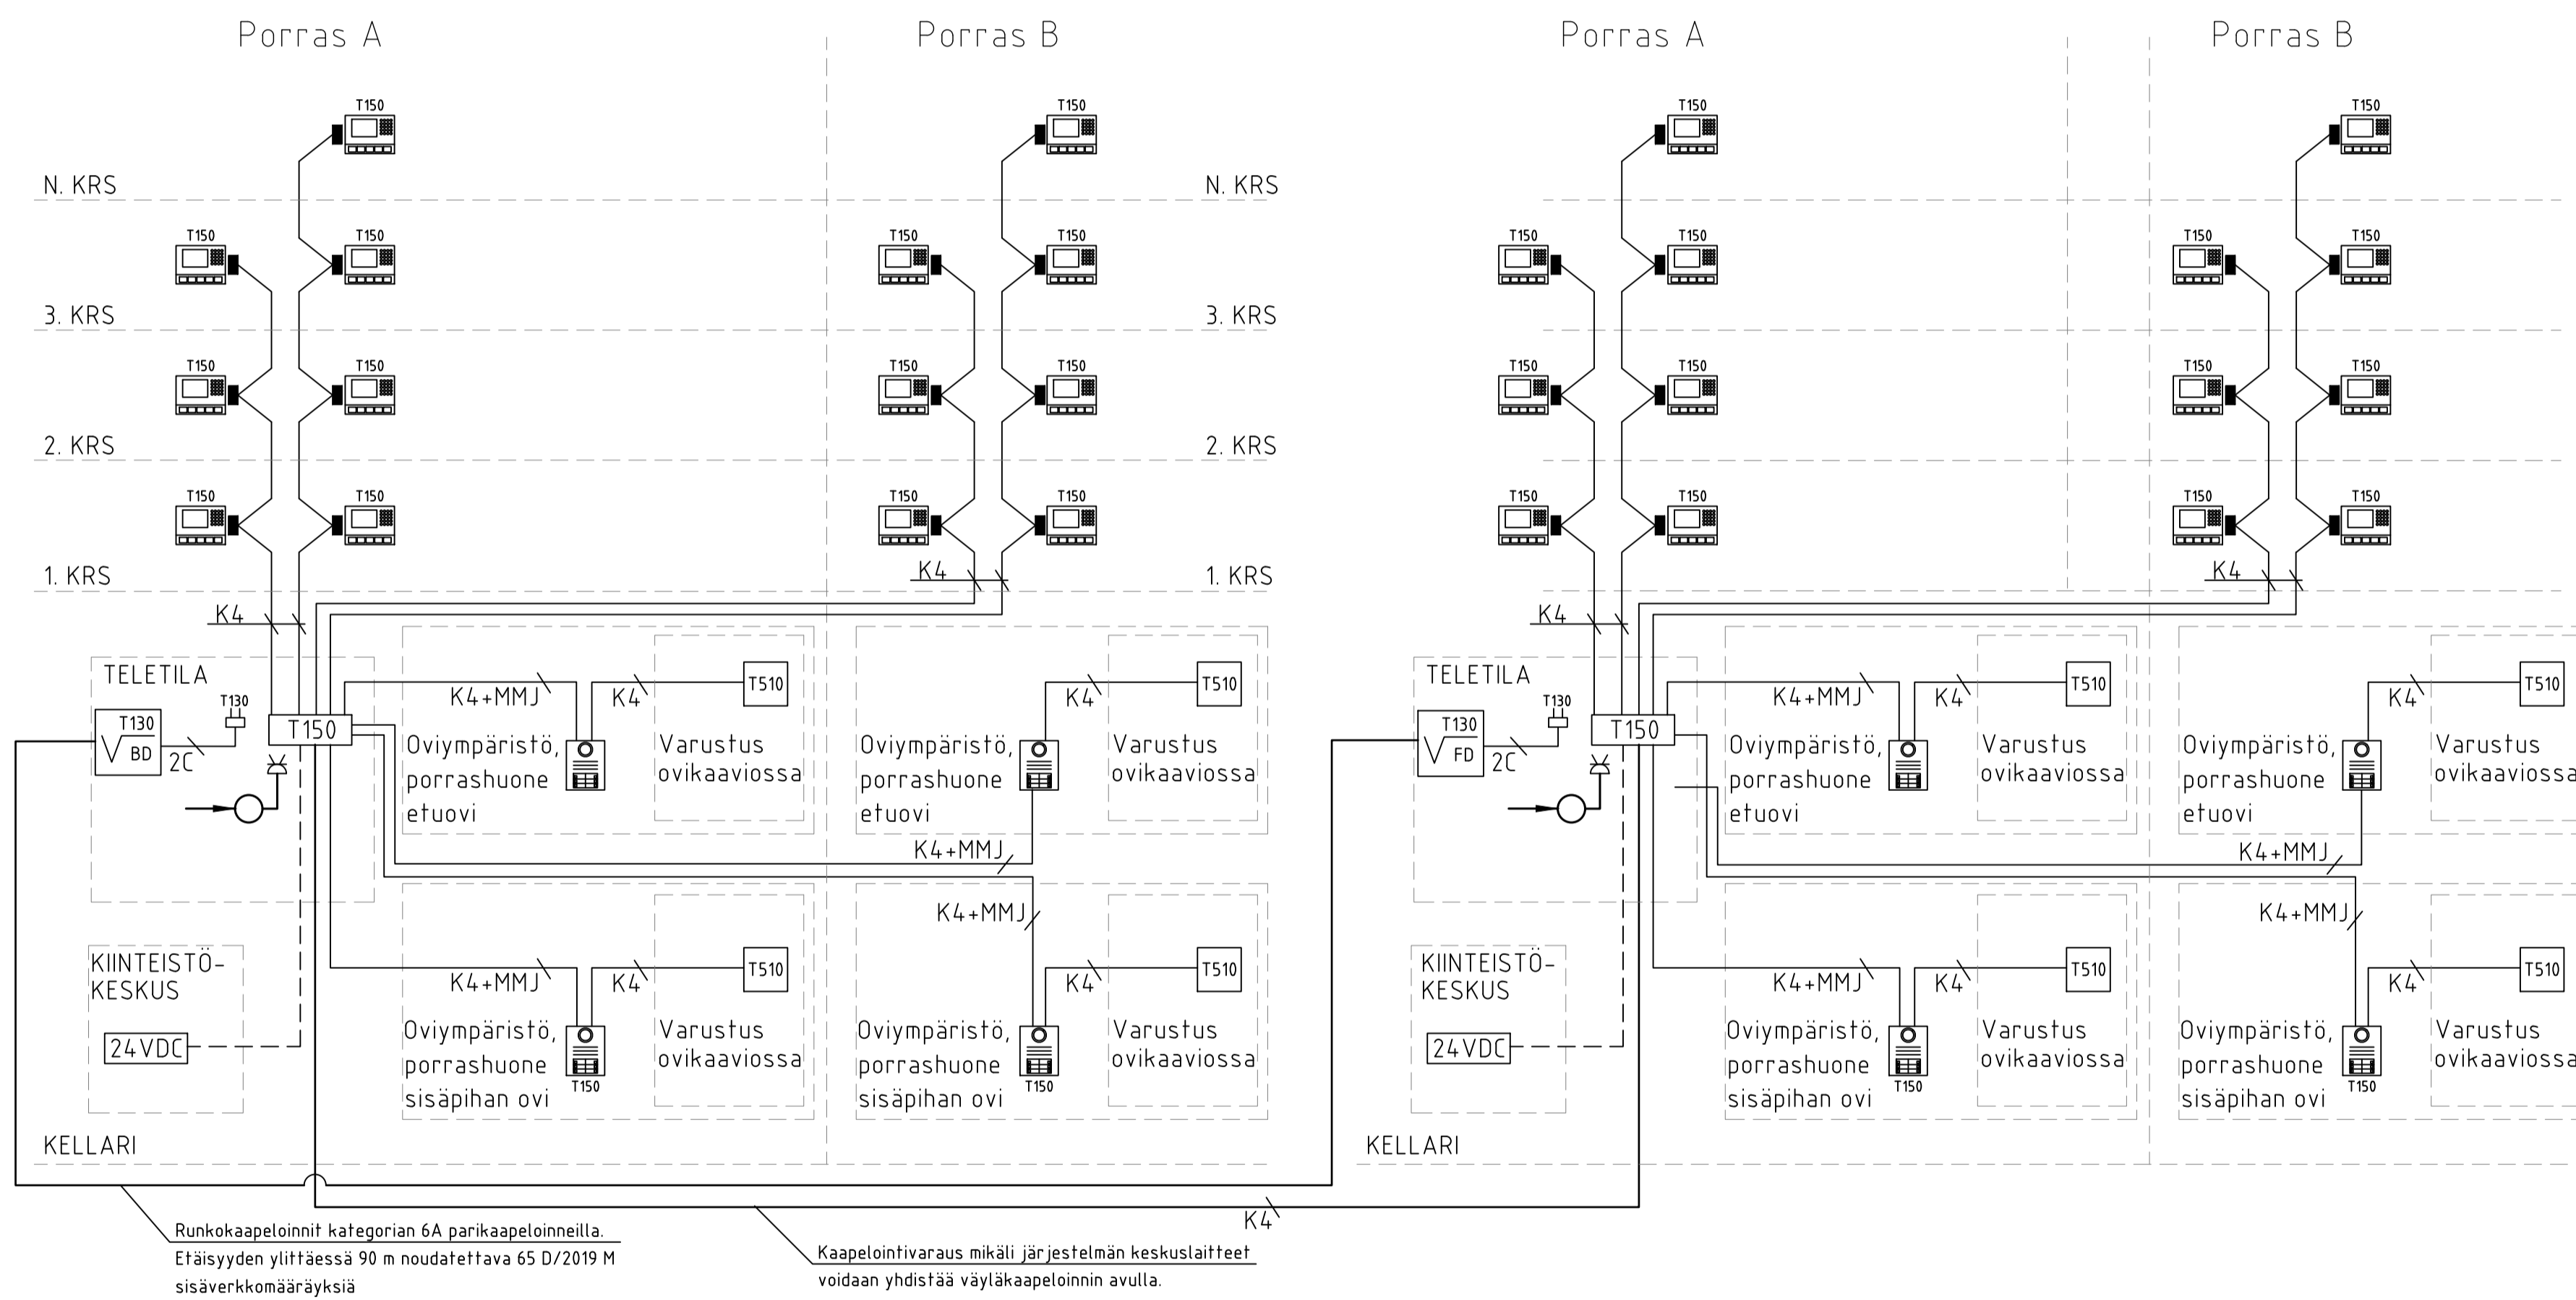 Porras A
Porras B
Porras A
Porras B
T150
T150
T150
T150
N. KRS
N. KRS
T150
T150
T150
T150
T150
T150
T150
T150
3. KRS
3. KRS
T150
T150
T150
T150
T150
T150
T150
T150
2. KRS
2. KRS
T150
T150
T150
T150
T150
T150
T150
T150
1. KRS
K4
1. KRS
K4
K4
K4
TELETILA
T130
BD
2C
T130
T150
K4+MMJ
K4
T510
Oviympäristö,
porrashuone
etuovi
Varustus
ovikaaviossa
K4
T510
Oviympäristö,
porrashuone
etuovi
Varustus
ovikaaviossa
K4+MMJ
K4+MMJ
KIINTEISTÖ-
KESKUS
24VDC
K4+MMJ
K4
T510
Oviympäristö,
porrashuone
sisäpihan ovi
T150
Varustus
ovikaaviossa
K4
T510
Oviympäristö,
porrashuone
sisäpihan ovi
T150
Varustus
ovikaaviossa
KELLARI
TELETILA
T130
FD
2C
T130
T150
K4+MMJ
K4
T510
Oviympäristö,
porrashuone
etuovi
Varustus
ovikaaviossa
K4
T510
Oviympäristö,
porrashuone
etuovi
Varustus
ovikaaviossa
K4+MMJ
K4+MMJ
KIINTEISTÖ-
KESKUS
24VDC
K4+MMJ
K4
T510
Oviympäristö,
porrashuone
sisäpihan ovi
T150
Varustus
ovikaaviossa
K4
T510
Oviympäristö,
porrashuone
sisäpihan ovi
T150
Varustus
ovikaaviossa
KELLARI
K4
Runkokaapeloinnit kategorian 6A parikaapeloinneilla.
Etäisyyden ylittäessä 90 m noudatettava 65 D/2019 M
sisäverkkomääräyksiä
Kaapelointivaraus mikäli järjestelmän keskuslaitteet
voidaan yhdistää väyläkaapeloinnin avulla.